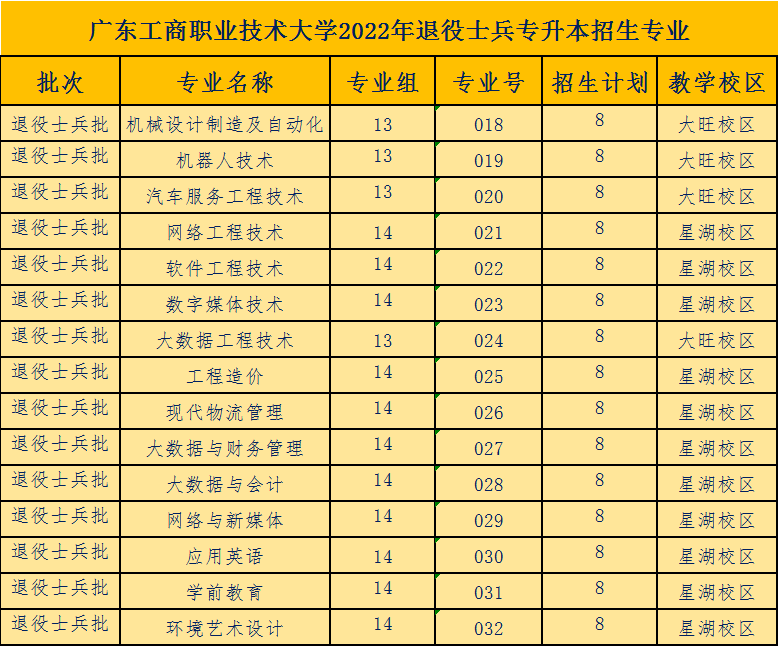 广东工商职业技术大学2022年退役士兵专升本招生专业
批次 专业名称 专业组 专业号 招生计划 教学校区
退役士兵批 机械设计制造及自动化 13 018 8 大旺校区
退役士兵批 机器人技术 13 019 8 大旺校区
退役士兵批 汽车服务工程技术 13 020 8 大旺校区
退役士兵批 网络工程技术 14 021 8 星湖校区
退役士兵批 软件工程技术 14 022 8 星湖校区
退役士兵批 数字媒体技术 14 023 8 星湖校区
退役士兵批 大数据工程技术 13 024 8 大旺校区
退役士兵批 工程造价 14 025 8 星湖校区
退役士兵批 现代物流管理 14 026 8 星湖校区
退役士兵批 大数据与财务管理 14 027 8 星湖校区
退役士兵批 大数据与会计 14 028 8 星湖校区
退役士兵批 网络与新媒体 14 029 8 星湖校区
退役士兵批 应用英语 14 030 8 星湖校区
退役士兵批 学前教育 14 031 8 星湖校区
退役士兵批 环境艺术设计 14 032 8 星湖校区